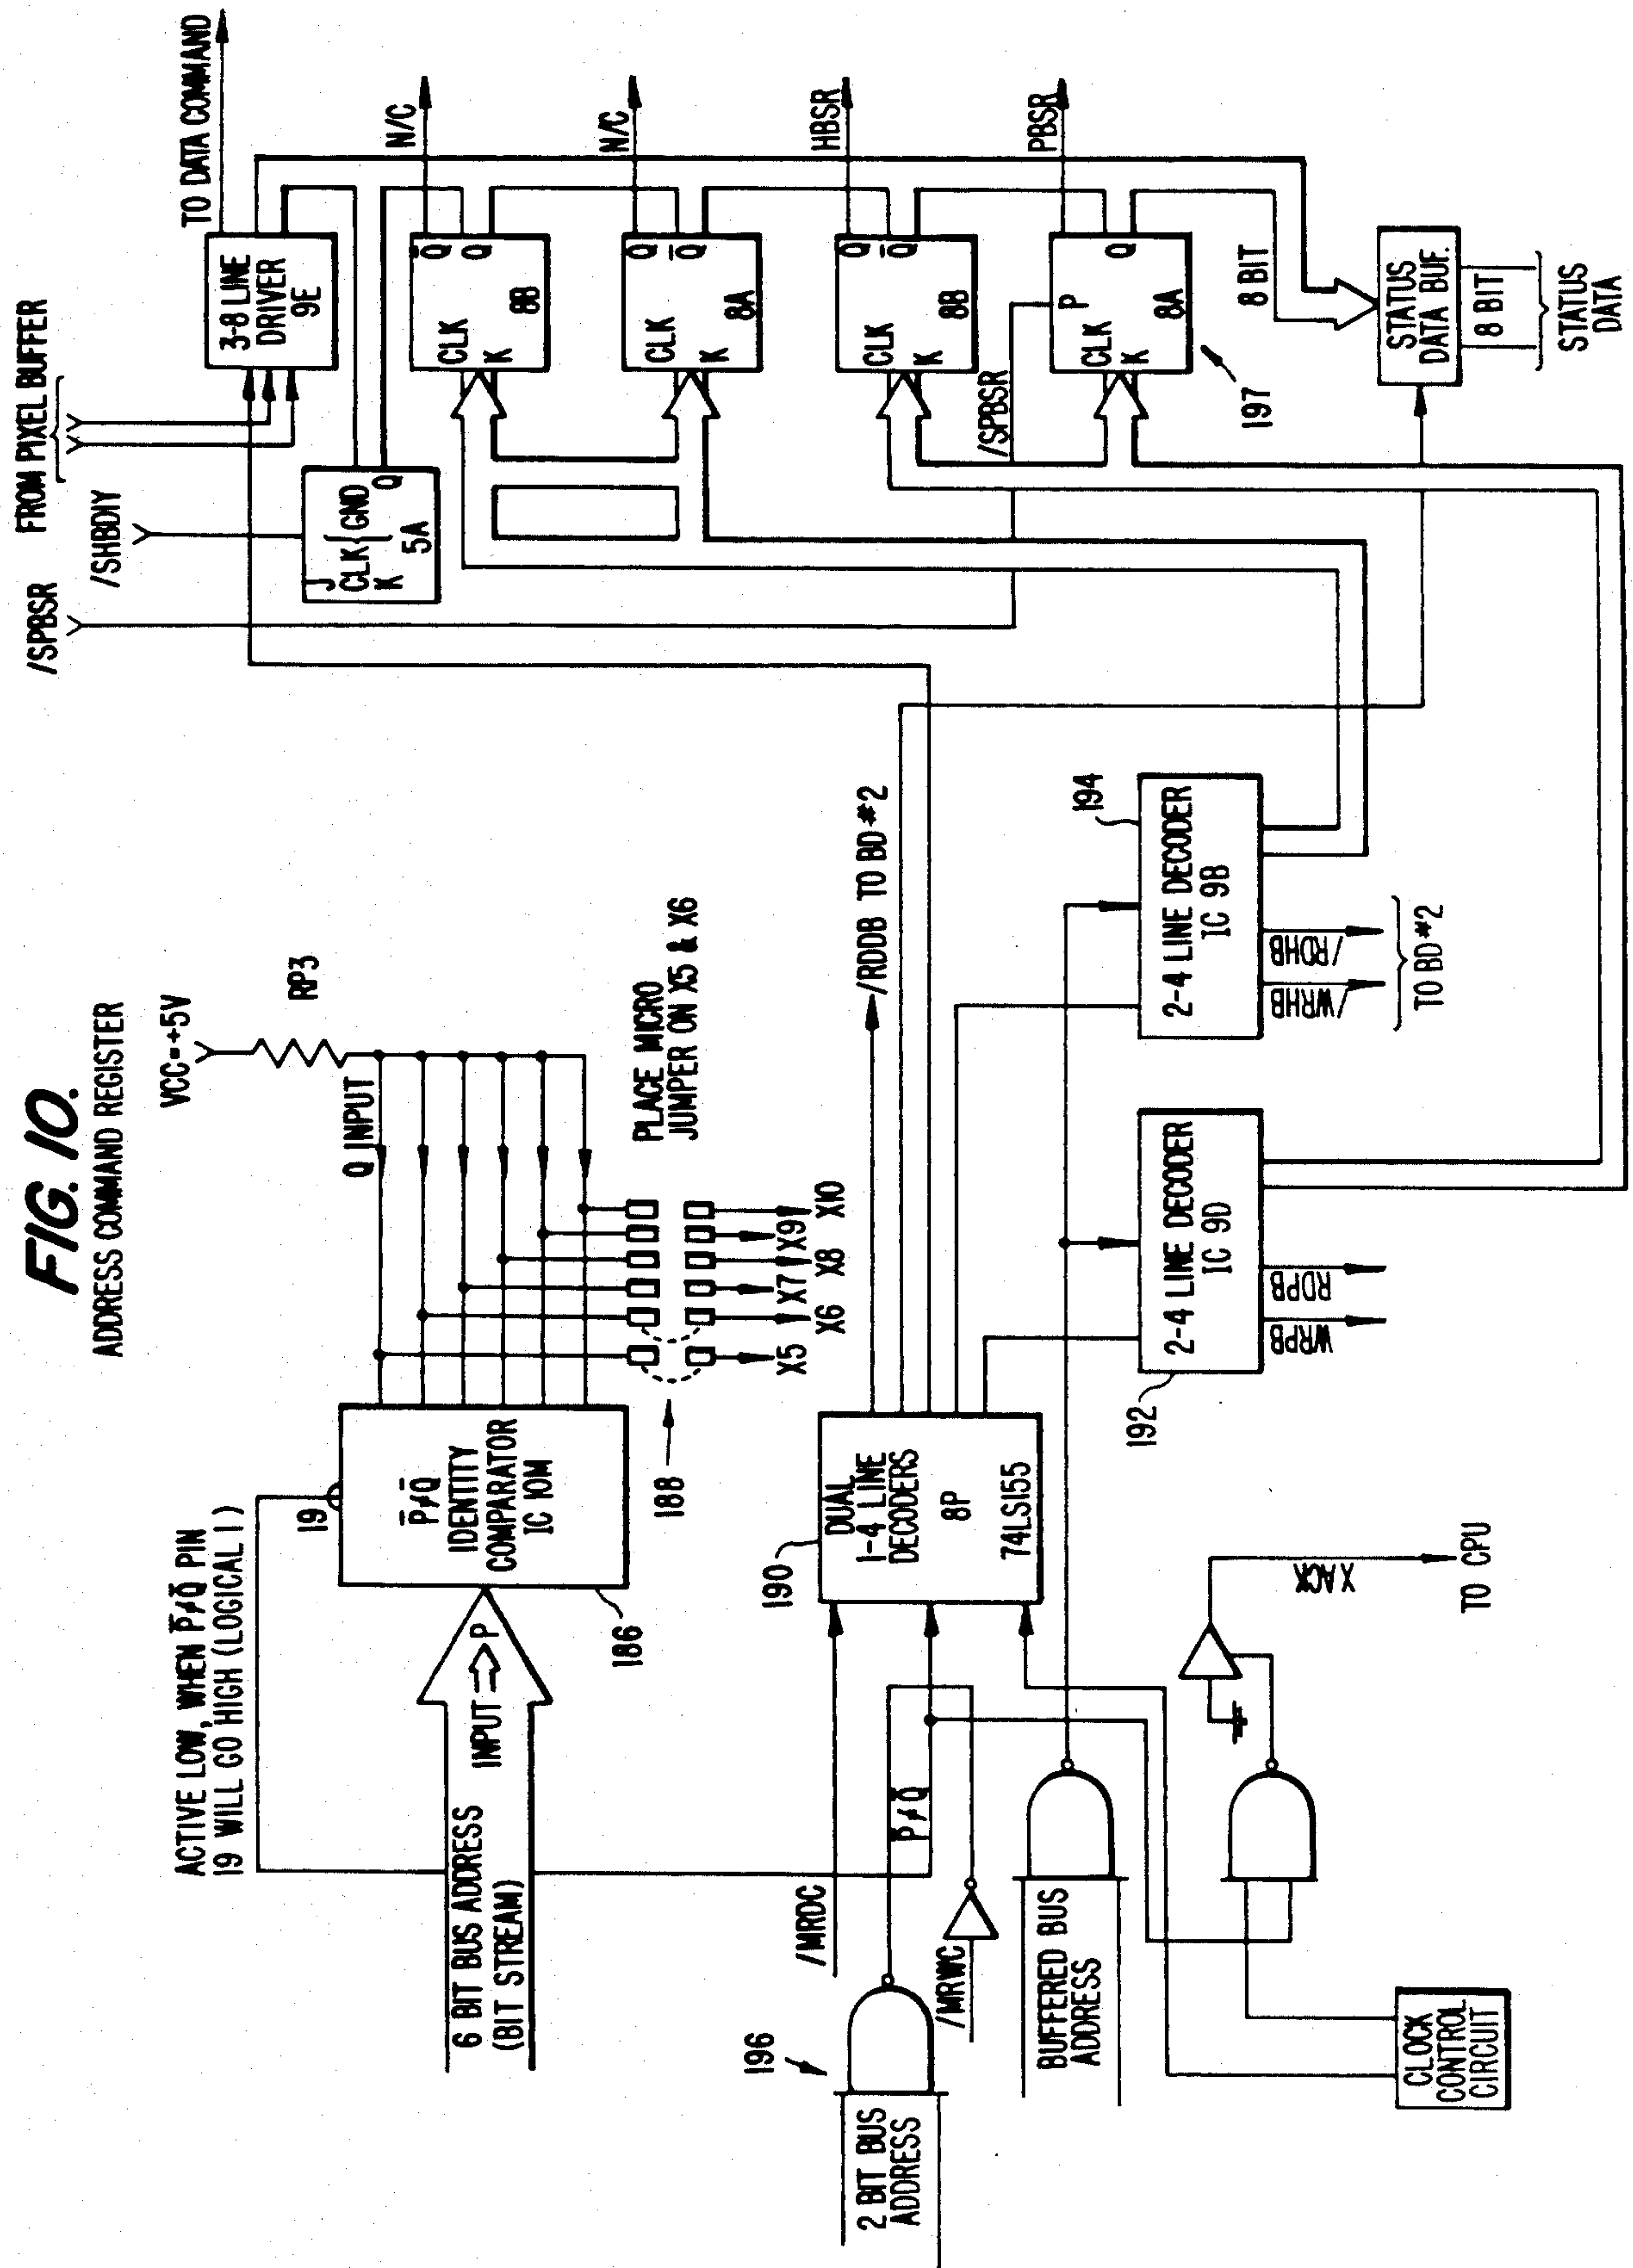 FIG. 10.
ADDRESS COMMAND REGISTER
ACTIVE LOW, WHEN P̅≠Q̅ PIN
19 WILL GO HIGH (LOGICAL 1)
6 BIT BUS ADDRESS
(BIT STREAM)
INPUT ⇒ P
19
P̅≠Q̅
IDENTITY
COMPARATOR
IC 10M
186
188
VCC=+5V
RP3
Q INPUT
PLACE MICRO
JUMPER ON X5 & X6
X5
X6
X7
X8
X9
X10
/SPBSR
/SHBDIY
FROM PIXEL BUFFER
TO DATA COMMAND
J
CLK
K
GND
Q
5A
3-8 LINE
DRIVER
9E
N/C
CLK
K
Q̅
Q
8B
N/C
CLK
K
Q
Q̅
8A
HBSR
CLK
K
Q
Q̅
8B
/SPBSR
PBSR
P
CLK
K
Q
8A
197
8 BIT
STATUS
DATA BUF.
8 BIT
STATUS
DATA
196
2 BIT BUS
ADDRESS
/MRDC
P̅≠Q̅
/MRWC
BUFFERED BUS
ADDRESS
CLOCK
CONTROL
CIRCUIT
190
DUAL
1-4 LINE
DECODERS
8P
74LS155
XACK
TO CPU
/RDDB TO BD #2
192
2-4 LINE DECODER
IC 9D
WRPB
RDPB
194
2-4 LINE DECODER
IC 9B
/WRHB
/RDHB
TO BD #2